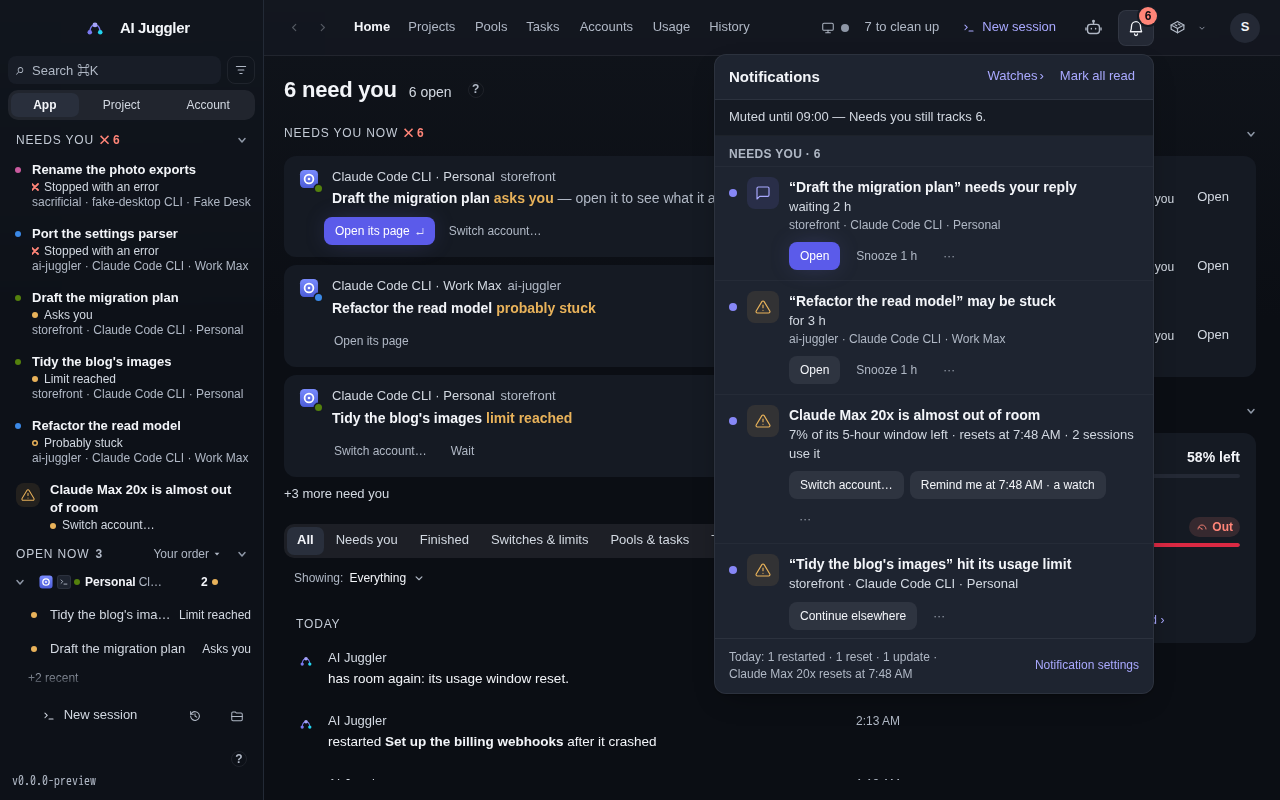 AI Juggler
Search ⌘K
App Project Account
NEEDS YOU 6
Rename the photo exports
Stopped with an error
sacrificial · fake-desktop CLI · Fake Desk
Port the settings parser
Stopped with an error
ai-juggler · Claude Code CLI · Work Max
Draft the migration plan
Asks you
storefront · Claude Code CLI · Personal
Tidy the blog's images
Limit reached
storefront · Claude Code CLI · Personal
Refactor the read model
Probably stuck
ai-juggler · Claude Code CLI · Work Max
Claude Max 20x is almost out
of room
Switch account…
OPEN NOW 3 Your order
Personal Cl… 2
Tidy the blog's ima… Limit reached
Draft the migration plan Asks you
+2 recent
New session
?
v0.0.0-preview
Home Projects Pools Tasks Accounts Usage History
7 to clean up
New session
6
S
6 need you 6 open ?
NEEDS YOU NOW 6
Claude Code CLI · Personal storefront
Draft the migration plan asks you — open it to see what it a
Open its page
Switch account…
Claude Code CLI · Work Max ai-juggler
Refactor the read model probably stuck
Open its page
Claude Code CLI · Personal storefront
Tidy the blog's images limit reached
Switch account… Wait
+3 more need you
All Needs you Finished Switches & limits Pools & tasks
Showing: Everything
TODAY
AI Juggler
has room again: its usage window reset.
AI Juggler
2:13 AM
restarted Set up the billing webhooks after it crashed
Notifications Watches › Mark all read
Muted until 09:00 — Needs you still tracks 6.
NEEDS YOU · 6
“Draft the migration plan” needs your reply
waiting 2 h
storefront · Claude Code CLI · Personal
Open Snooze 1 h …
“Refactor the read model” may be stuck
for 3 h
ai-juggler · Claude Code CLI · Work Max
Open Snooze 1 h …
Claude Max 20x is almost out of room
7% of its 5-hour window left · resets at 7:48 AM · 2 sessions
use it
Switch account… Remind me at 7:48 AM · a watch
…
“Tidy the blog's images” hit its usage limit
storefront · Claude Code CLI · Personal
Continue elsewhere …
Today: 1 restarted · 1 reset · 1 update ·
Claude Max 20x resets at 7:48 AM
Notification settings
you Open
you Open
you Open
58% left
Out
›